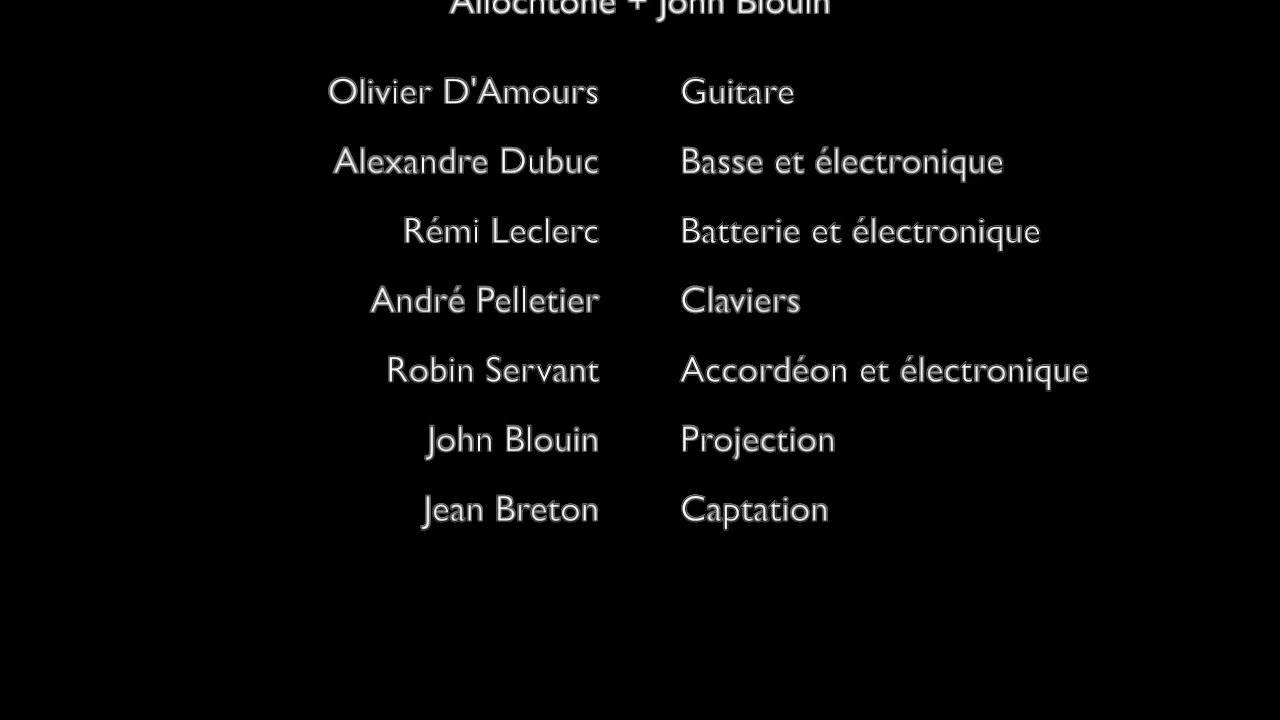 Allochtone + John Blouin
Olivier D'Amours Guitare
Alexandre Dubuc Basse et électronique
Rémi Leclerc Batterie et électronique
André Pelletier Claviers
Robin Servant Accordéon et électronique
John Blouin Projection
Jean Breton Captation